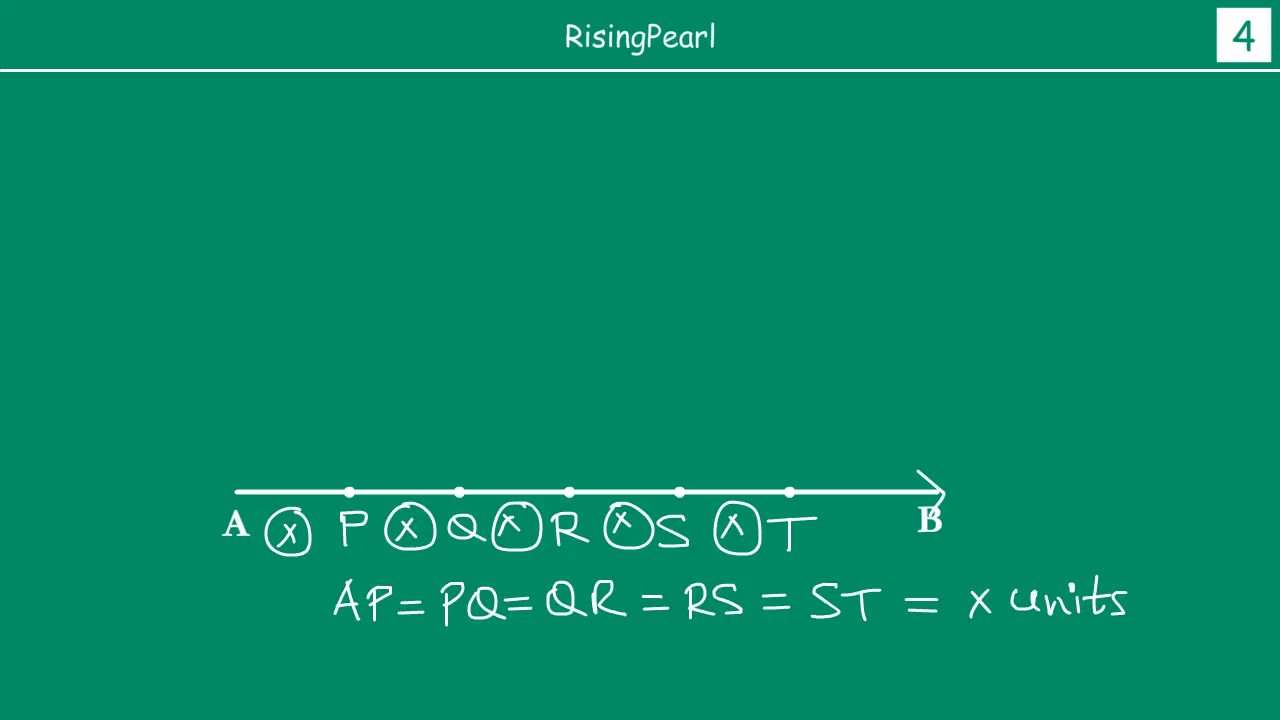 RisingPearl
4
A ⓧ P ⓧ Q ⓧ R ⓧ S ⓧ T B
AP = PQ = QR = RS = ST = x units